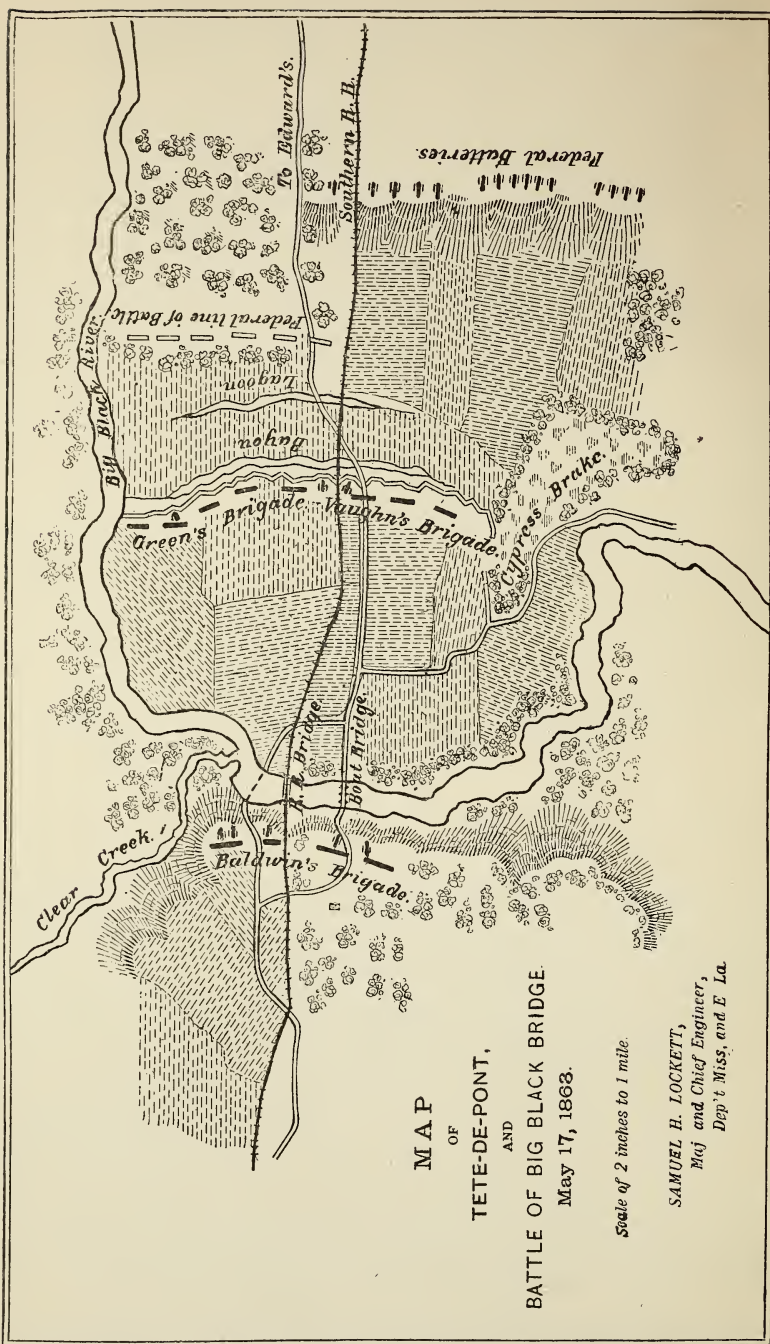 MAP
OF
TETE-DE-PONT,
AND
BATTLE OF BIG BLACK BRIDGE.
May 17, 1863.
Scale of 2 inches to 1 mile.
SAMUEL H. LOCKETT,
Maj and Chief Engineer,
Dep't Miss, and E La.
Clear Creek.
Baldwin's Brigade.
R. R. Bridge.
Boat Bridge.
Big Black River.
Green's Brigade
Vaughn's Brigade.
Cypress Brake.
Bayou
Lagoon
Federal line of Battle
To Edward's.
Southern R. R.
Federal Batteries.